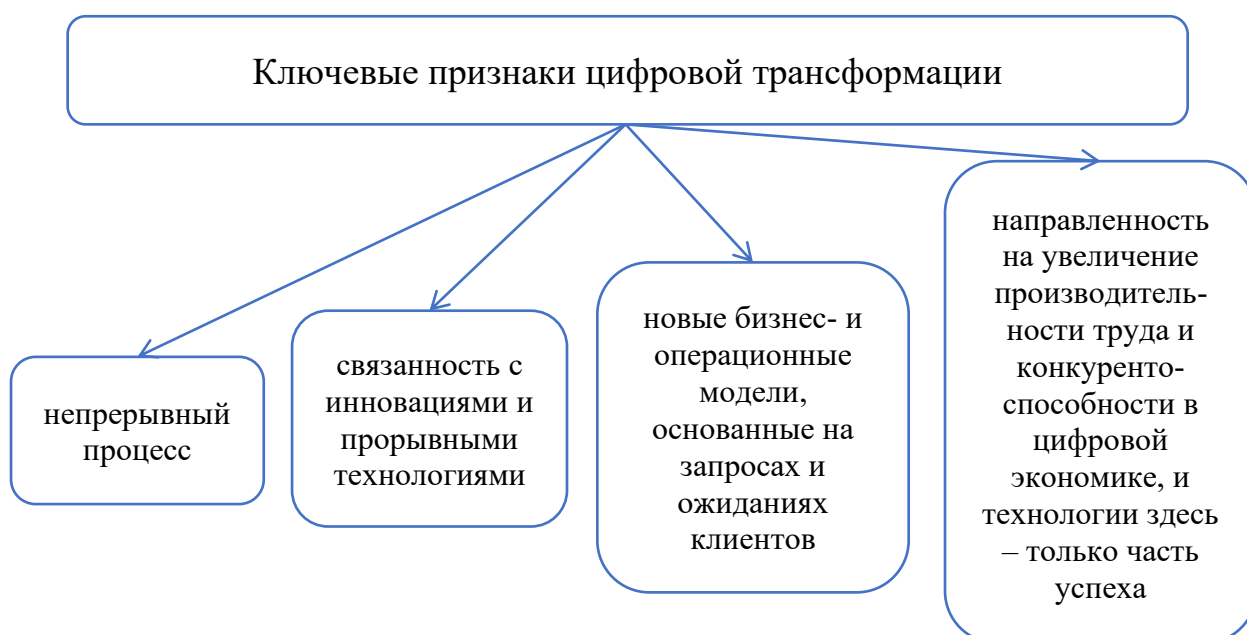 Ключевые признаки цифровой трансформации
непрерывный
процесс
связанность с
инновациями и
прорывными
технологиями
новые бизнес- и
операционные
модели,
основанные на
запросах и
ожиданиях
клиентов
направленность
на увеличение
производитель-
ности труда и
конкуренто-
способности в
цифровой
экономике, и
технологии здесь
– только часть
успеха